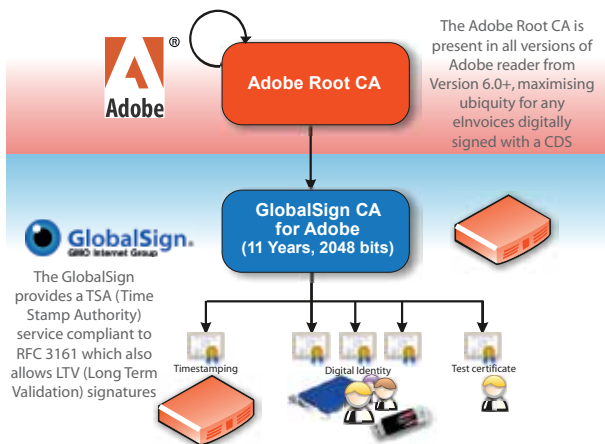 Adobe
®
Adobe Root CA
The Adobe Root CA is
present in all versions of
Adobe reader from
Version 6.0+, maximising
ubiquity for any
eInvoices digitally
signed with a CDS
GlobalSign CA
for Adobe
(11 Years, 2048 bits)
GlobalSign®
GMO Internet Group
The GlobalSign
provides a TSA (Time
Stamp Authority)
service compliant to
RFC 3161 which also
allows LTV (Long Term
Validation) signatures
Timestamping
Digital Identity
Test certificate